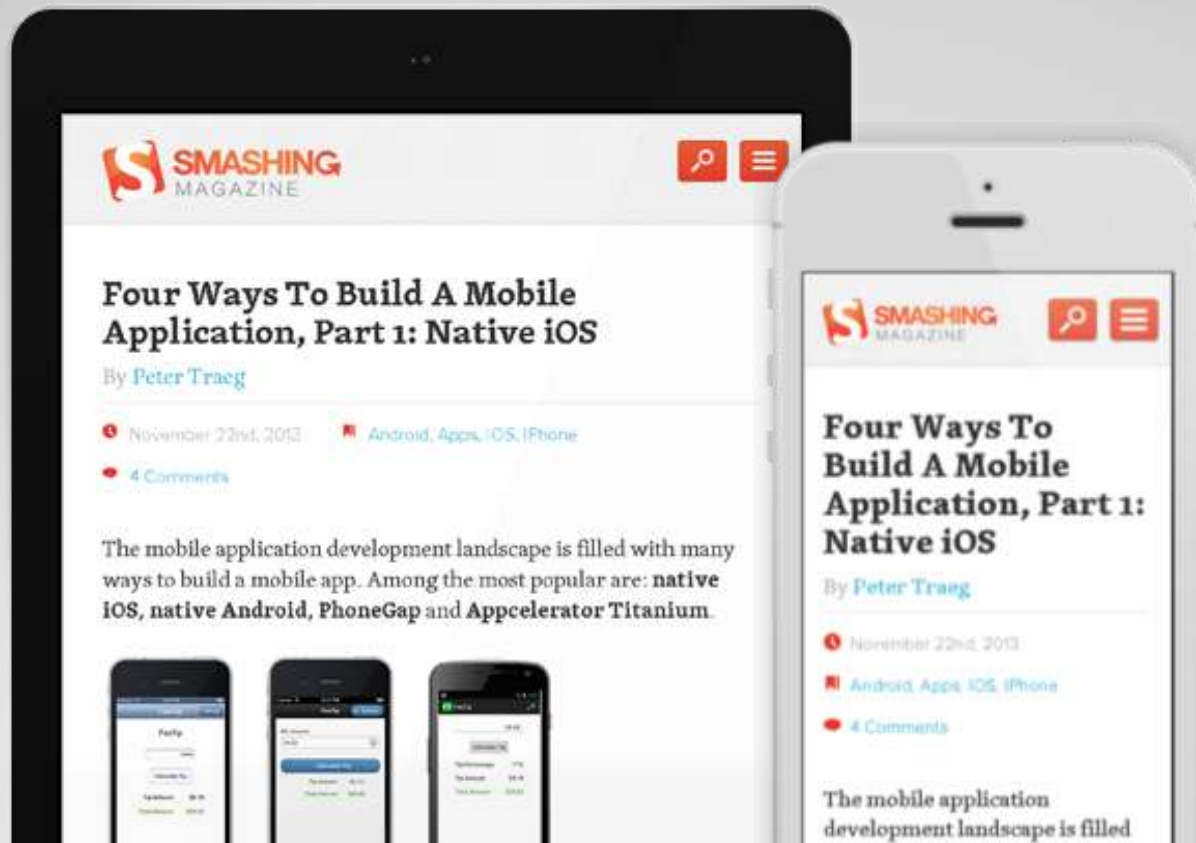 SMASHING
MAGAZINE
Four Ways To Build A Mobile
Application, Part 1: Native iOS
By Peter Traeg
November 22nd, 2013
Android, Apps, IOS, IPhone
4 Comments
The mobile application development landscape is filled with many
ways to build a mobile app. Among the most popular are: native
iOS, native Android, PhoneGap and Appcelerator Titanium.
FasTip
SMASHING
MAGAZINE
Four Ways To
Build A Mobile
Application, Part 1:
Native iOS
By Peter Traeg
November 22nd, 2013
Android, Apps, IOS, IPhone
4 Comments
The mobile application
development landscape is filled